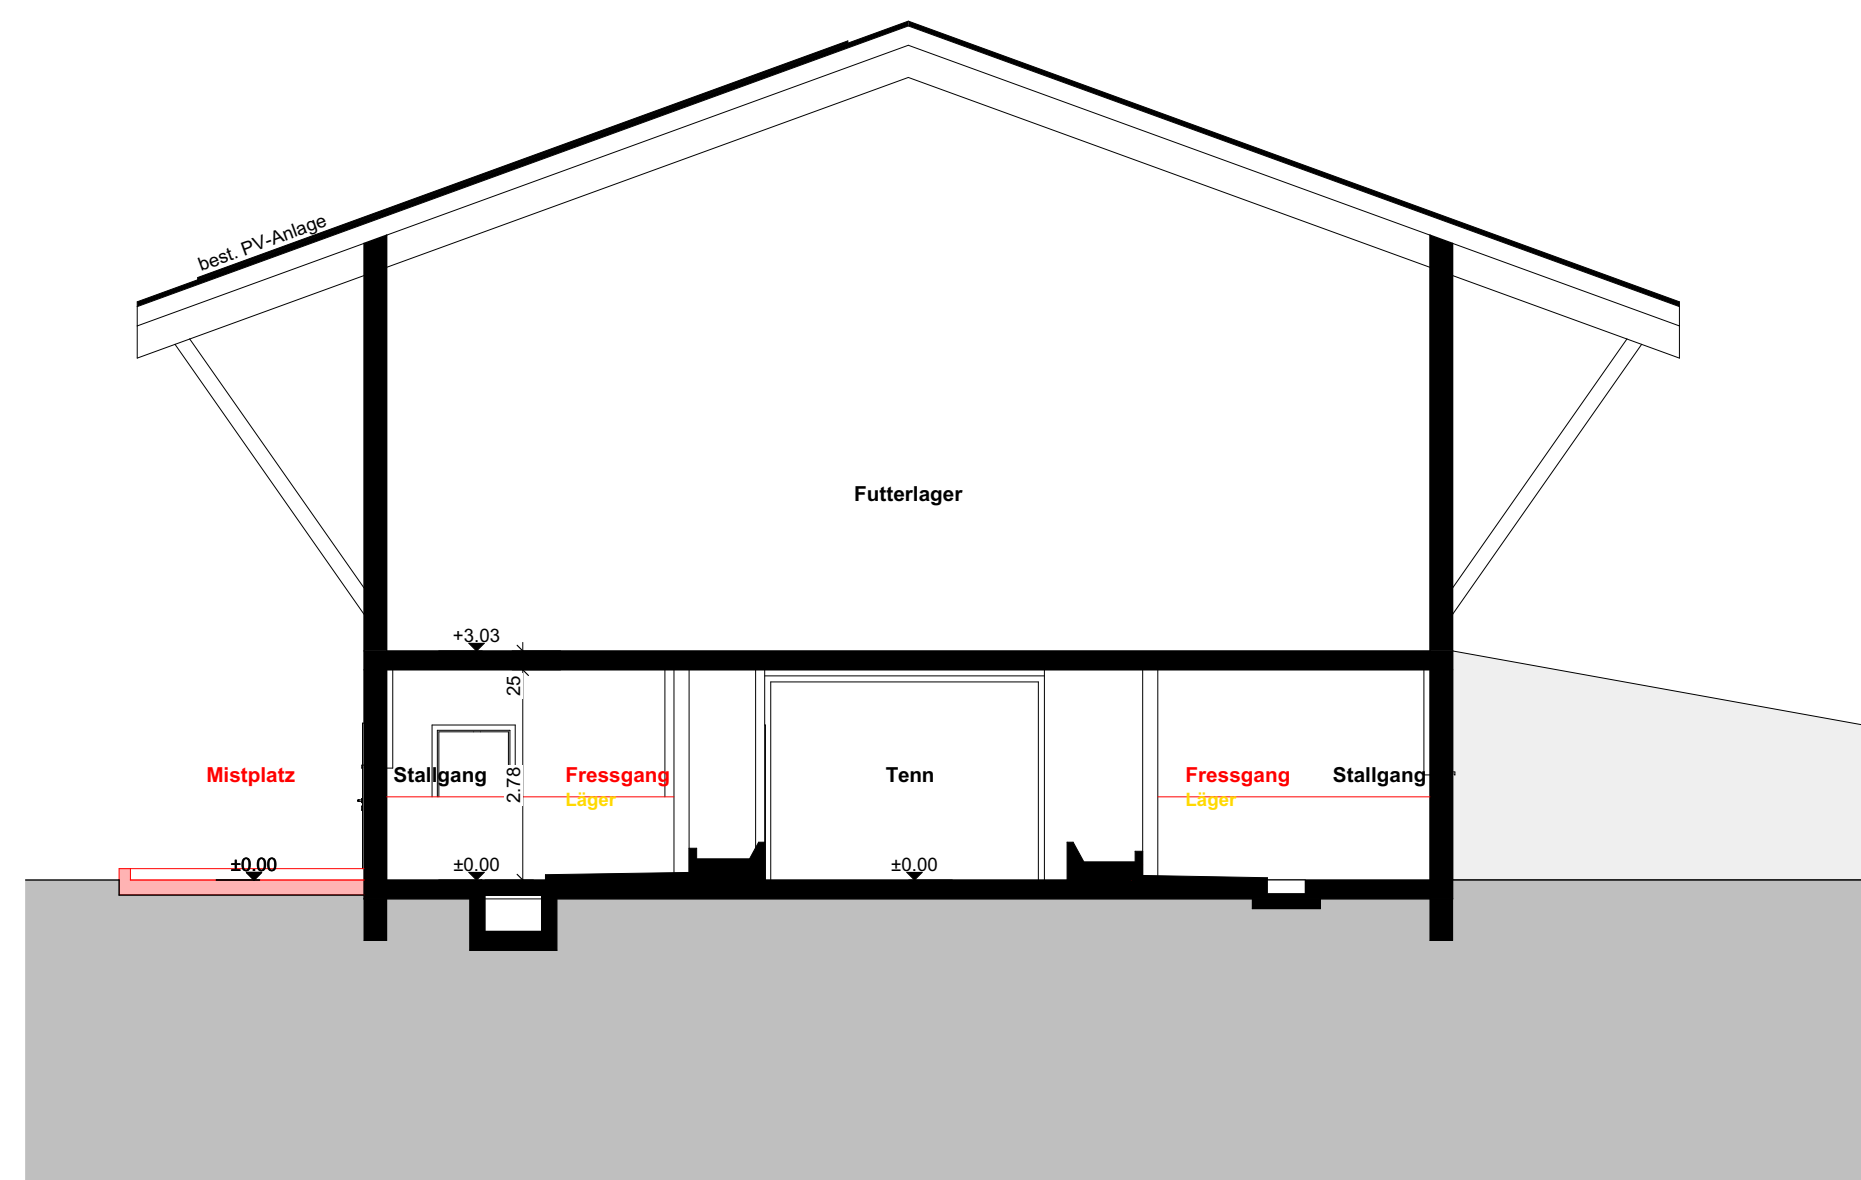 best. PV-Anlage
Futterlager
+3.03
25
2.78
Mistplatz
Stallgang
Fressgang
Läger
Tenn
Fressgang
Läger
Stallgang
±0.00
±0.00
±0.00